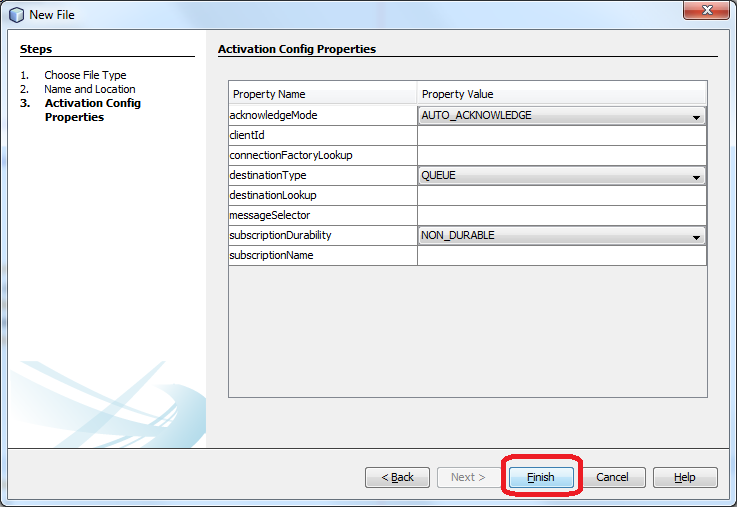 New File
Steps
1. Choose File Type
2. Name and Location
3. Activation Config
Properties
Activation Config Properties
Property Name Property Value
acknowledgeMode AUTO_ACKNOWLEDGE
clientId
connectionFactoryLookup
destinationType QUEUE
destinationLookup
messageSelector
subscriptionDurability NON_DURABLE
subscriptionName
< Back Next > Finish Cancel Help